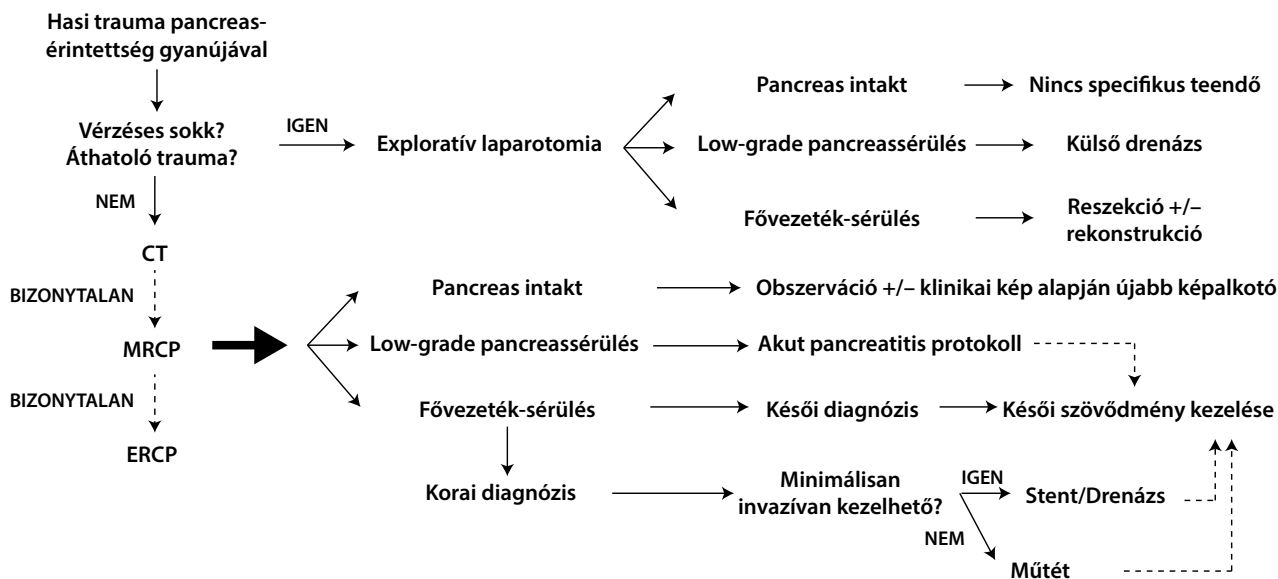 Hasi trauma pancreas-
érintettség gyanújával
Vérzéses sokk?
Áthatoló trauma?
IGEN
Exploratív laparotomia
Pancreas intakt
Nincs specifikus teendő
Low-grade pancreassérülés
Külső drenázs
Fővezeték-sérülés
Reszekció +/–
rekonstrukció
NEM
CT
BIZONYTALAN
MRCP
BIZONYTALAN
ERCP
Pancreas intakt
Obszerváció +/– klinikai kép alapján újabb képalkotó
Low-grade pancreassérülés
Akut pancreatitis protokoll
Fővezeték-sérülés
Késői diagnózis
Késői szövődmény kezelése
Korai diagnózis
Minimálisan
invazívan kezelhető?
IGEN
Stent/Drenázs
NEM
Műtét